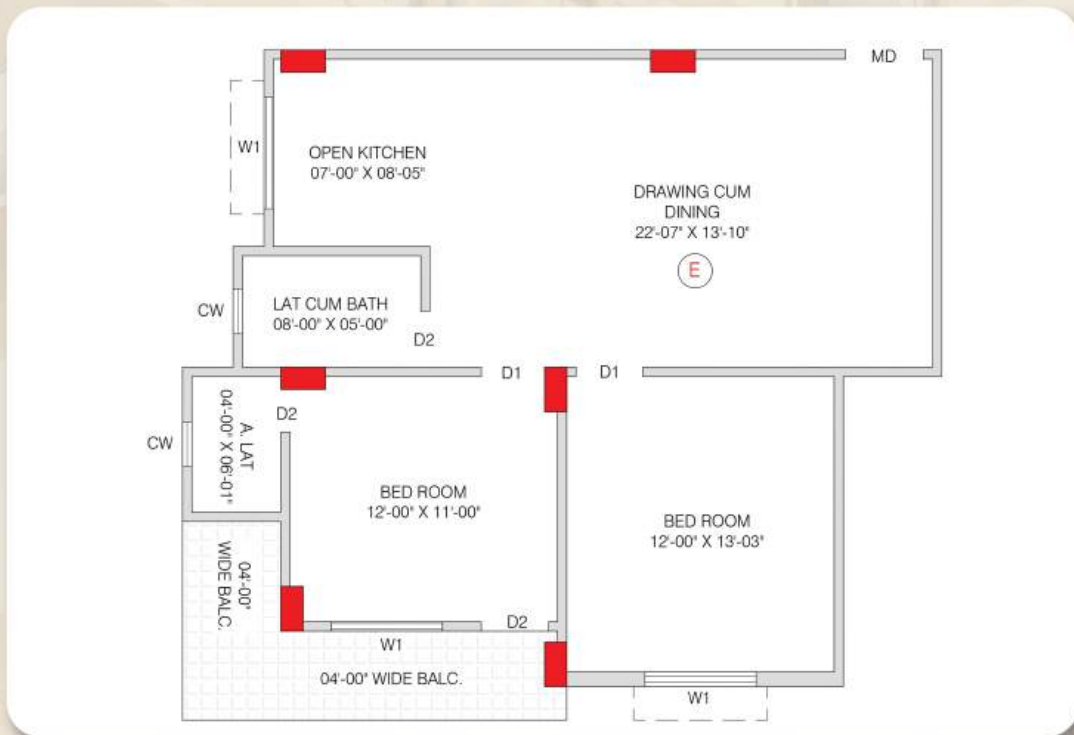 MD
W1
OPEN KITCHEN
07'-00" X 08'-05"
DRAWING CUM
DINING
22'-07" X 13'-10"
E
CW
LAT CUM BATH
08'-00" X 05'-00"
D2
D1
D1
CW
A. LAT
04'-00" X 06'-01"
D2
BED ROOM
12'-00" X 11'-00"
BED ROOM
12'-00" X 13'-03"
04'-00"
WIDE BALC.
D2
W1
04'-00" WIDE BALC.
W1